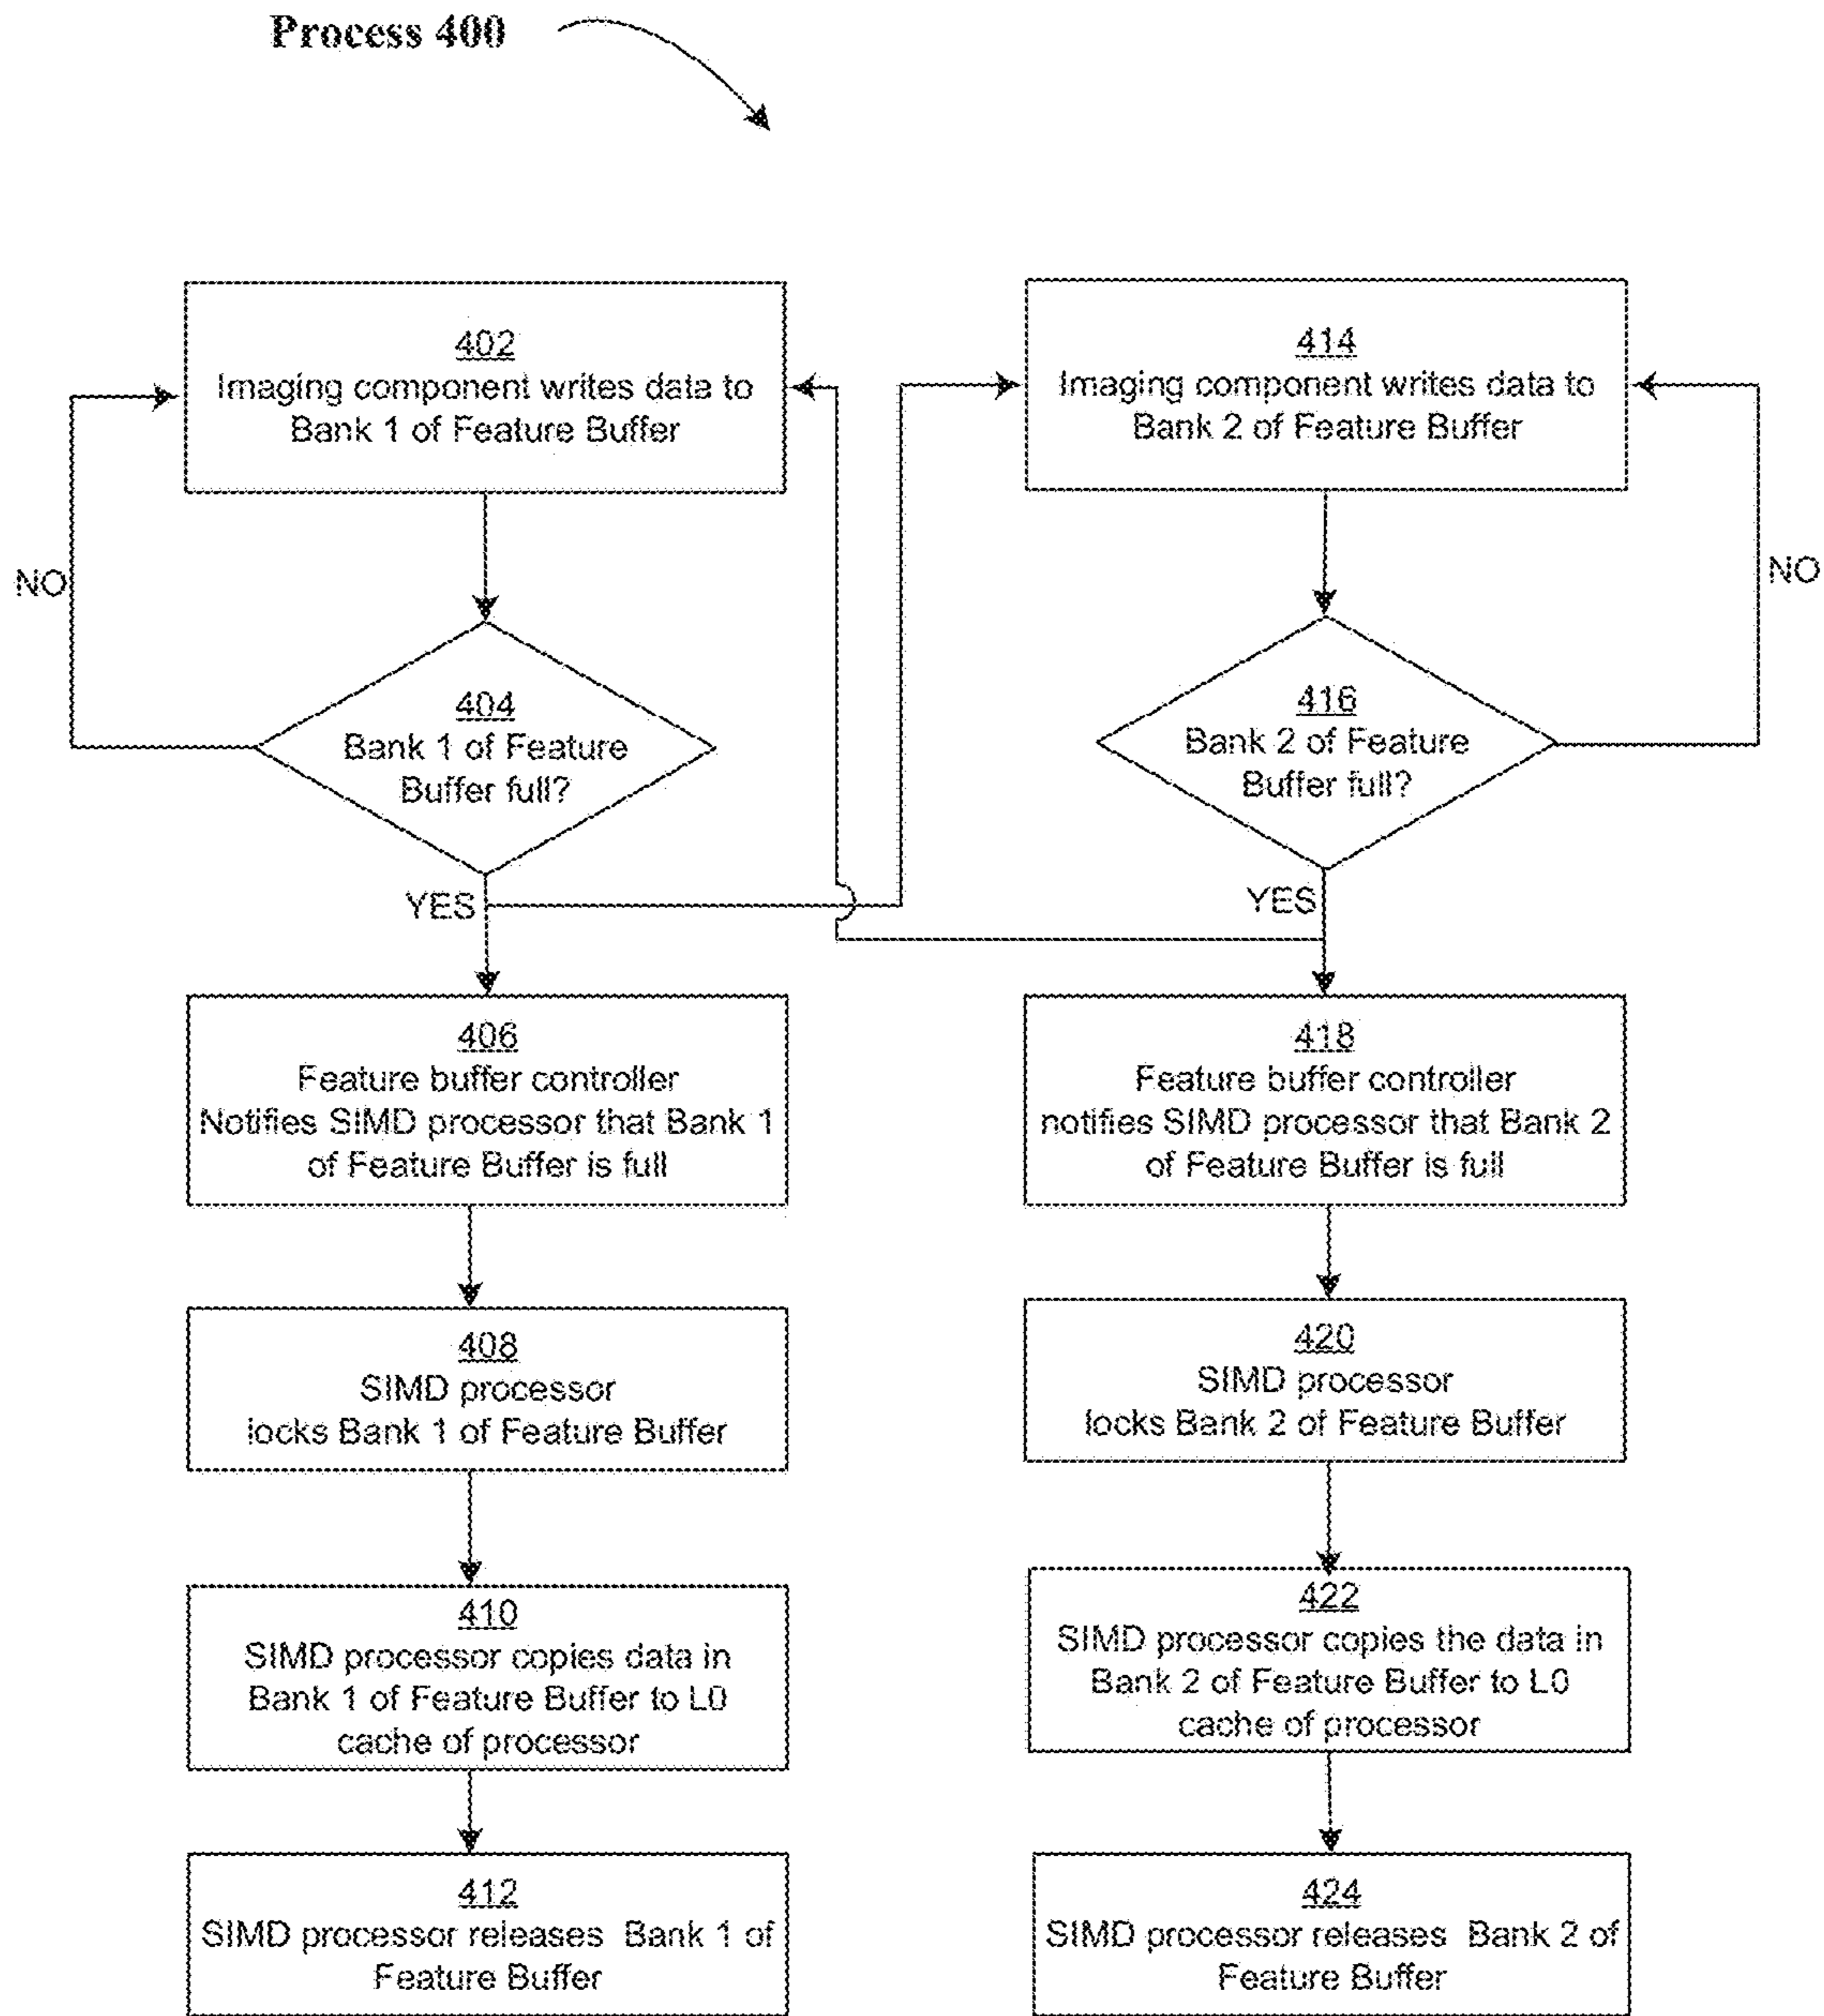 Process 400
402
Imaging component writes data to
Bank 1 of Feature Buffer
NO
404
Bank 1 of Feature
Buffer full?
YES
406
Feature buffer controller
Notifies SIMD processor that Bank 1
of Feature Buffer is full
408
SIMD processor
locks Bank 1 of Feature Buffer
410
SIMD processor copies data in
Bank 1 of Feature Buffer to L0
cache of processor
412
SIMD processor releases Bank 1 of
Feature Buffer
414
Imaging component writes data to
Bank 2 of Feature Buffer
NO
416
Bank 2 of Feature
Buffer full?
YES
418
Feature buffer controller
notifies SIMD processor that Bank 2
of Feature Buffer is full
420
SIMD processor
locks Bank 2 of Feature Buffer
422
SIMD processor copies the data in
Bank 2 of Feature Buffer to L0
cache of processor
424
SIMD processor releases Bank 2 of
Feature Buffer